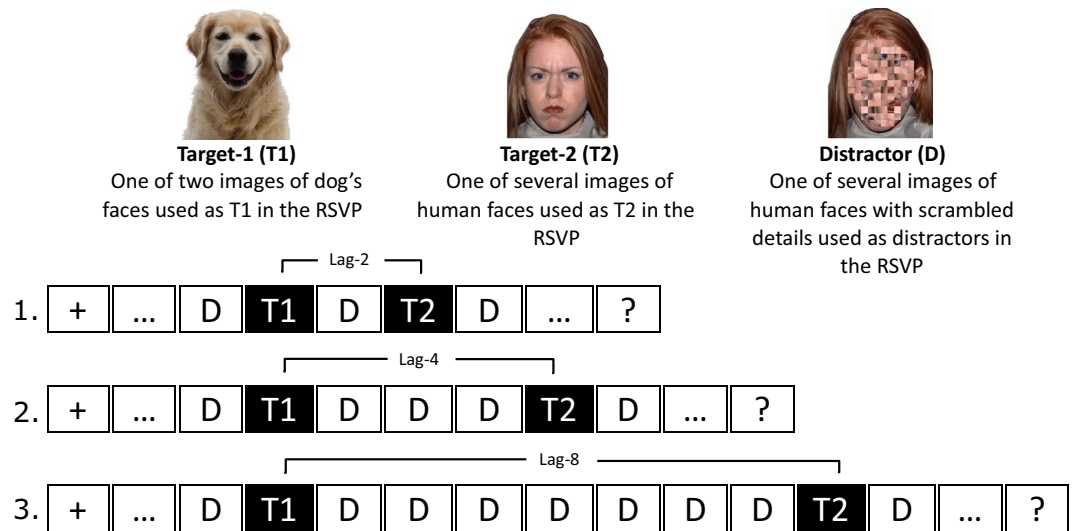 Target-1 (T1)
One of two images of dog's
faces used as T1 in the RSVP
Target-2 (T2)
One of several images of
human faces used as T2 in the
RSVP
Distractor (D)
One of several images of
human faces with scrambled
details used as distractors in
the RSVP
Lag-2
1. + ... D T1 D T2 D ... ?
Lag-4
2. + ... D T1 D D D T2 D ... ?
Lag-8
3. + ... D T1 D D D D D D D T2 D ... ?